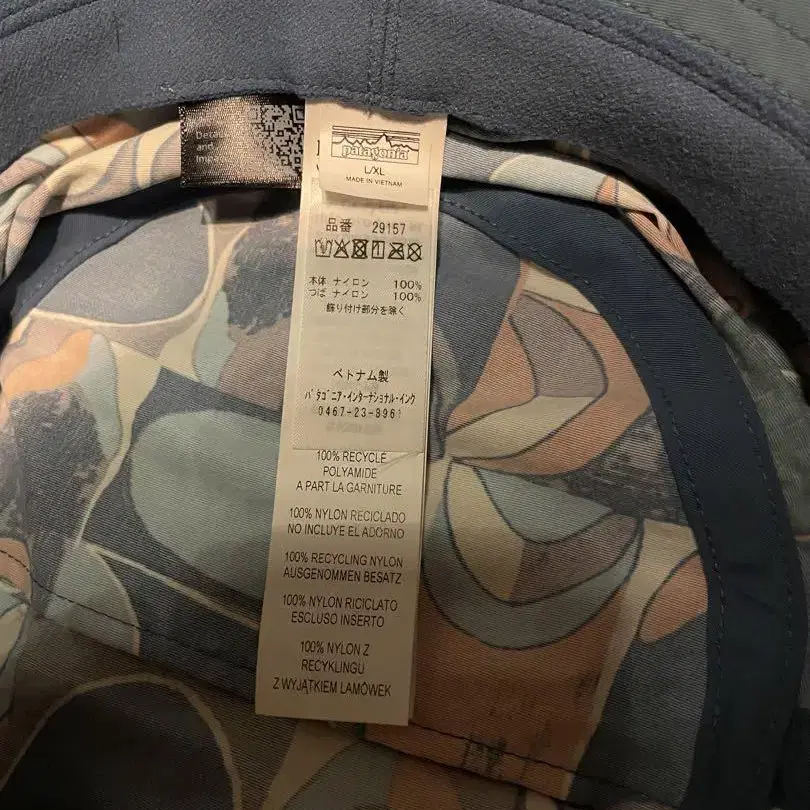 Details
and
patagonia
L/XL
MADE IN VIETNAM
品番 29157
本体 ナイロン 100%
つば ナイロン 100%
飾り付け部分を除く
ベトナム製
パタゴニア・インターナショナル・インク
0467-23-8961
100% RECYCLÉ
POLYAMIDE
A PART LA GARNITURE
100% NYLON RECICLADO
NO INCLUYE EL ADORNO
100% RECYCLING NYLON
AUSGENOMMEN BESATZ
100% NYLON RICICLATO
ESCLUSO INSERTO
100% NYLON Z
RECYKLINGU
Z WYJĄTKIEM LAMÓWEK